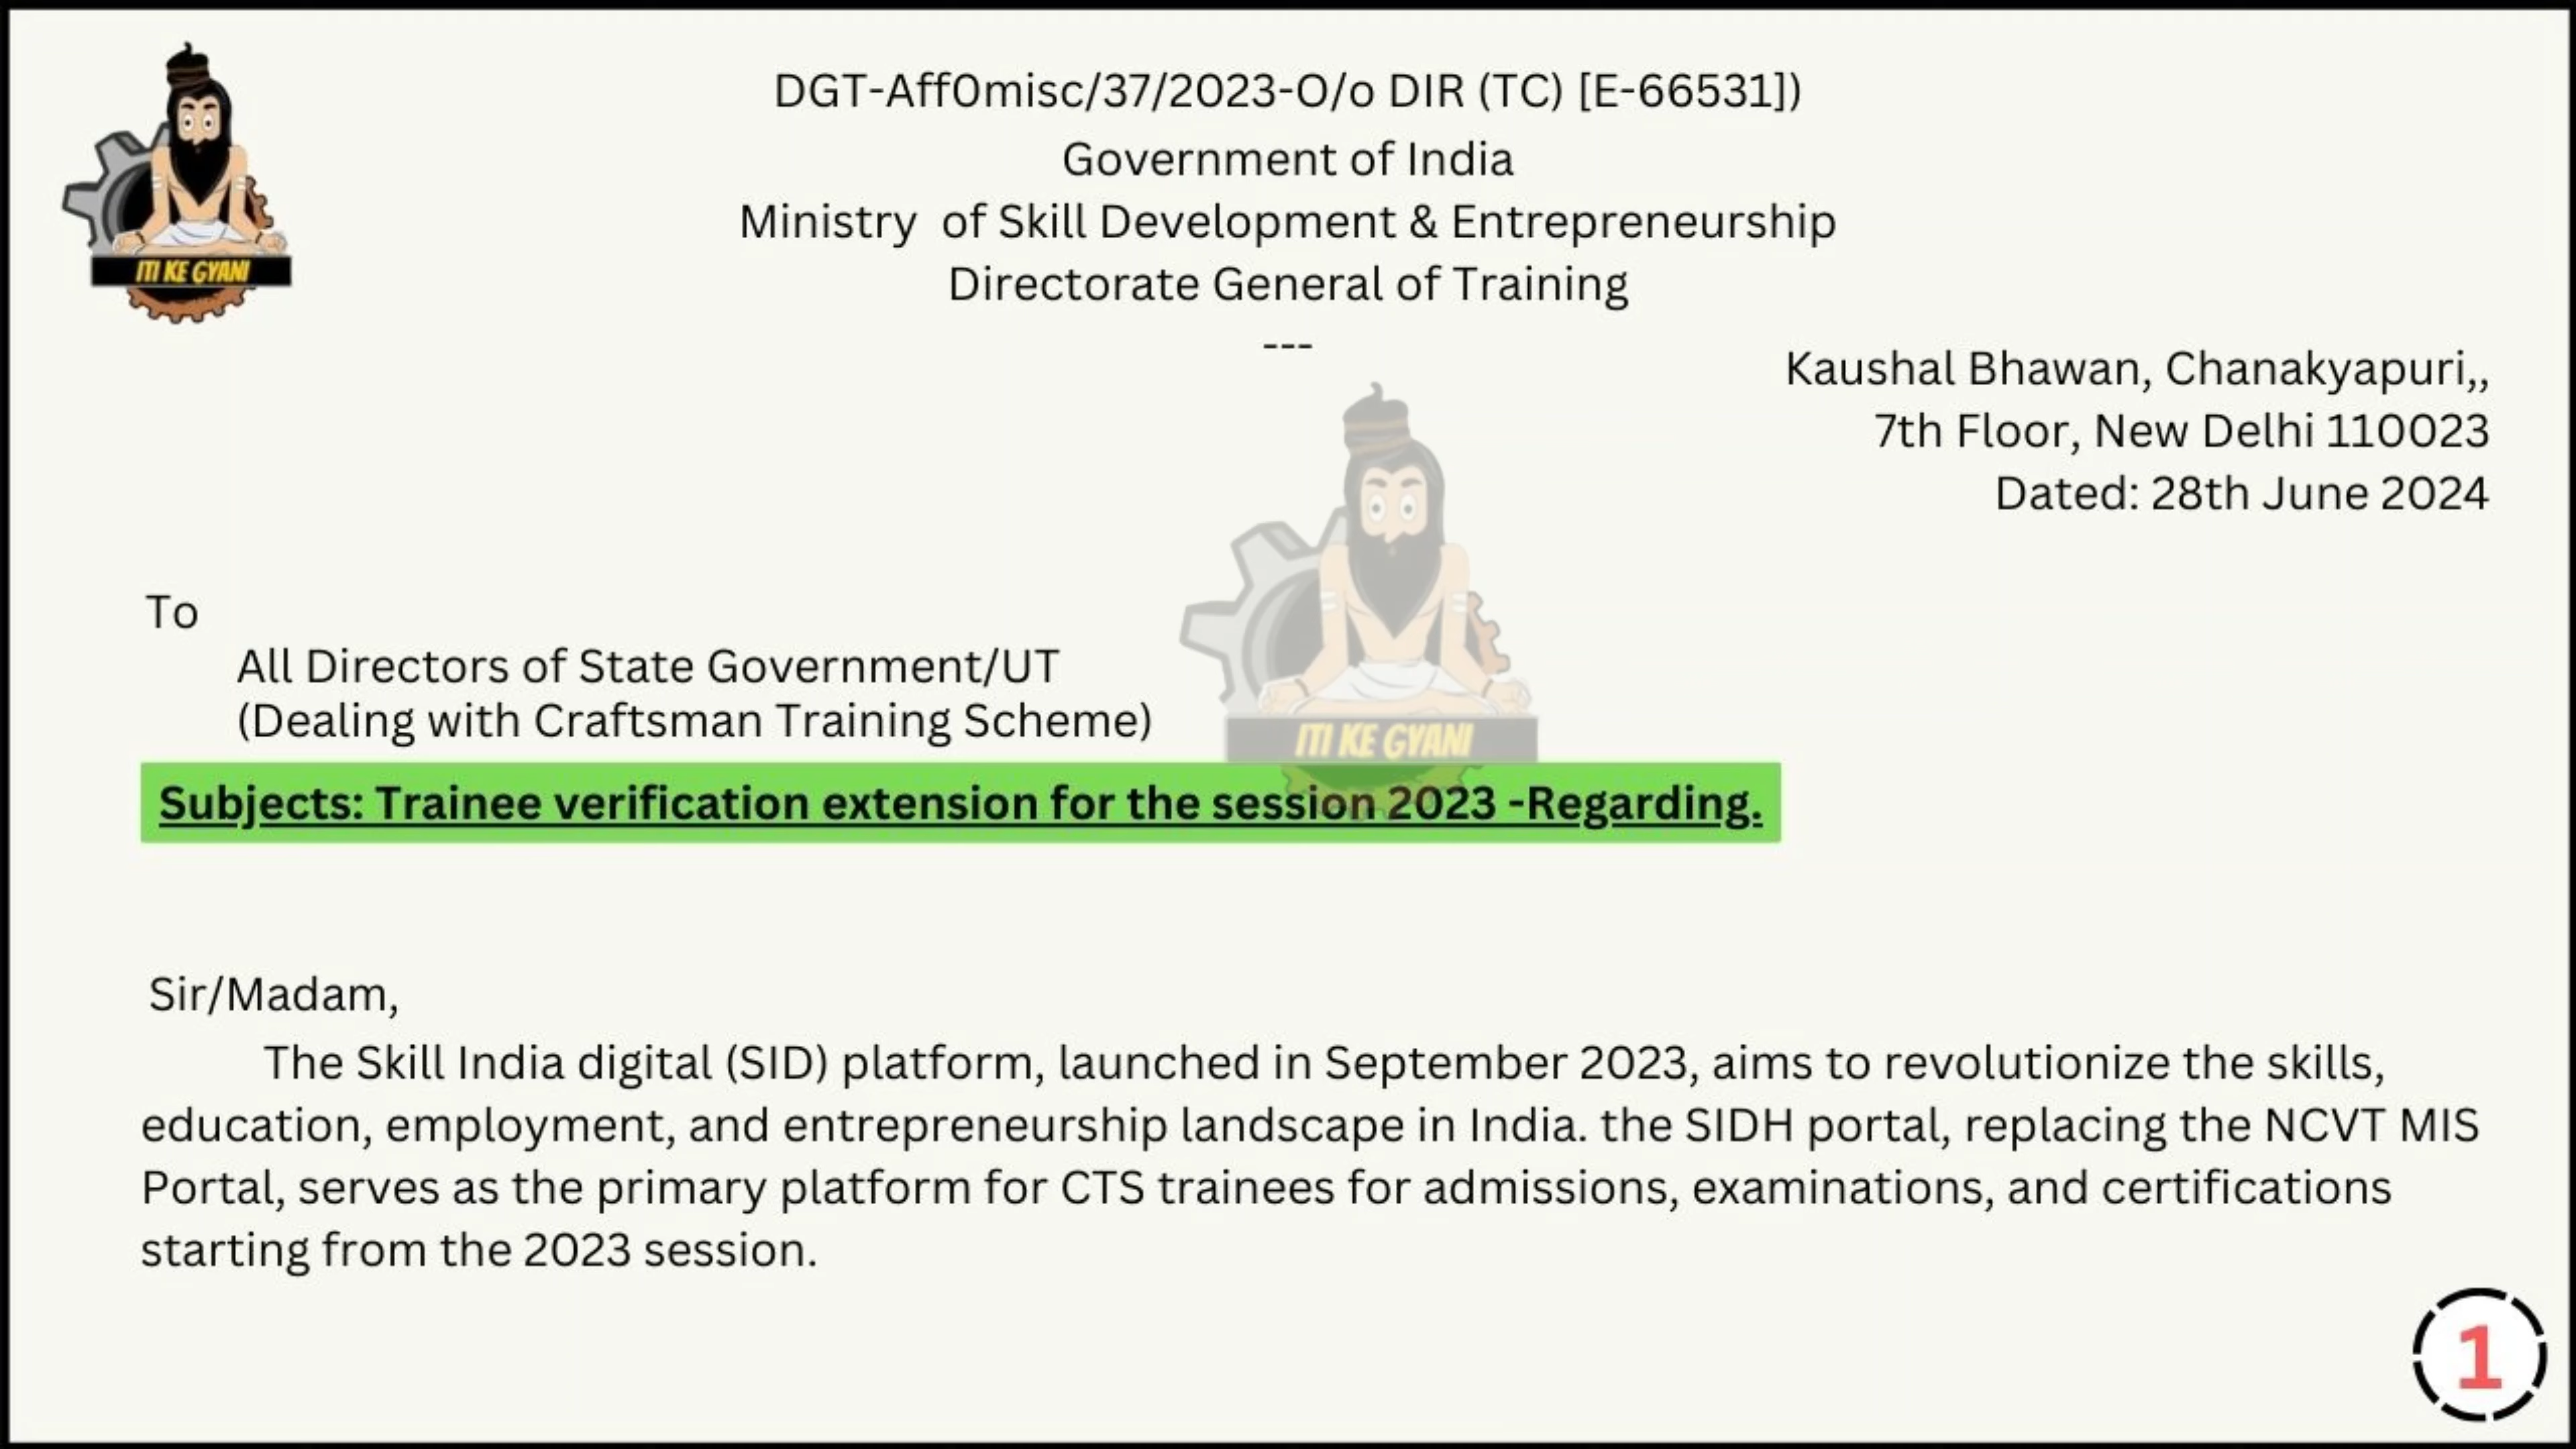 DGT-Aff0misc/37/2023-O/o DIR (TC) [E-66531])
Government of India
Ministry of Skill Development & Entrepreneurship
Directorate General of Training
---
ITI KE GYANI
Kaushal Bhawan, Chanakyapuri,,
7th Floor, New Delhi 110023
Dated: 28th June 2024
To
All Directors of State Government/UT
(Dealing with Craftsman Training Scheme)
ITI KE GYANI
Subjects: Trainee verification extension for the session 2023 -Regarding.
Sir/Madam,
The Skill India digital (SID) platform, launched in September 2023, aims to revolutionize the skills,
education, employment, and entrepreneurship landscape in India. the SIDH portal, replacing the NCVT MIS
Portal, serves as the primary platform for CTS trainees for admissions, examinations, and certifications
starting from the 2023 session.
1